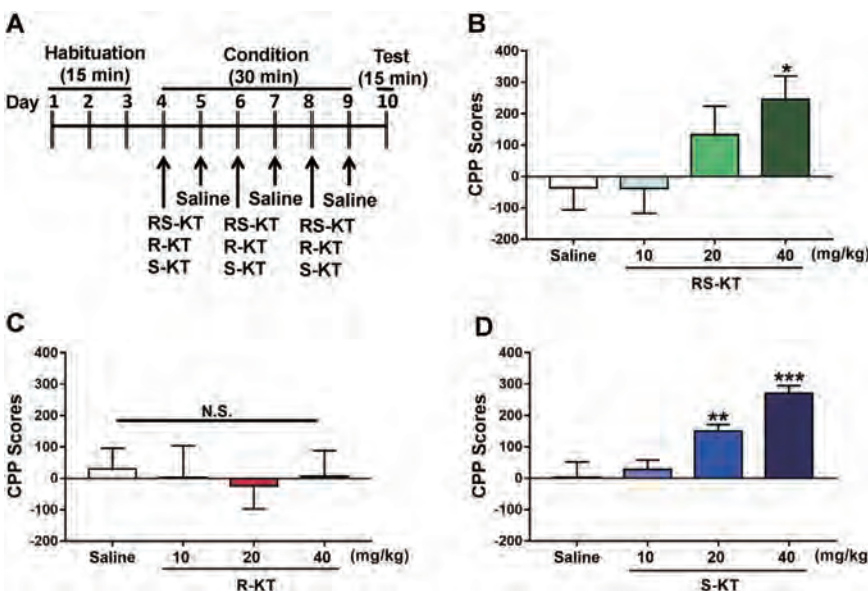 A
Habituation
(15 min)
Condition
(30 min)
Test
(15 min)
Day 1 2 3 4 5 6 7 8 9 10
Saline Saline Saline
RS-KT RS-KT RS-KT
R-KT R-KT R-KT
S-KT S-KT S-KT
B
CPP Scores
400
300
200
100
0
-100
-200
*
Saline 10 20 40 (mg/kg)
RS-KT
C
CPP Scores
400
300
200
100
0
-100
-200
N.S.
Saline 10 20 40 (mg/kg)
R-KT
D
CPP Scores
400
300
200
100
0
-100
-200
** ***
Saline 10 20 40 (mg/kg)
S-KT